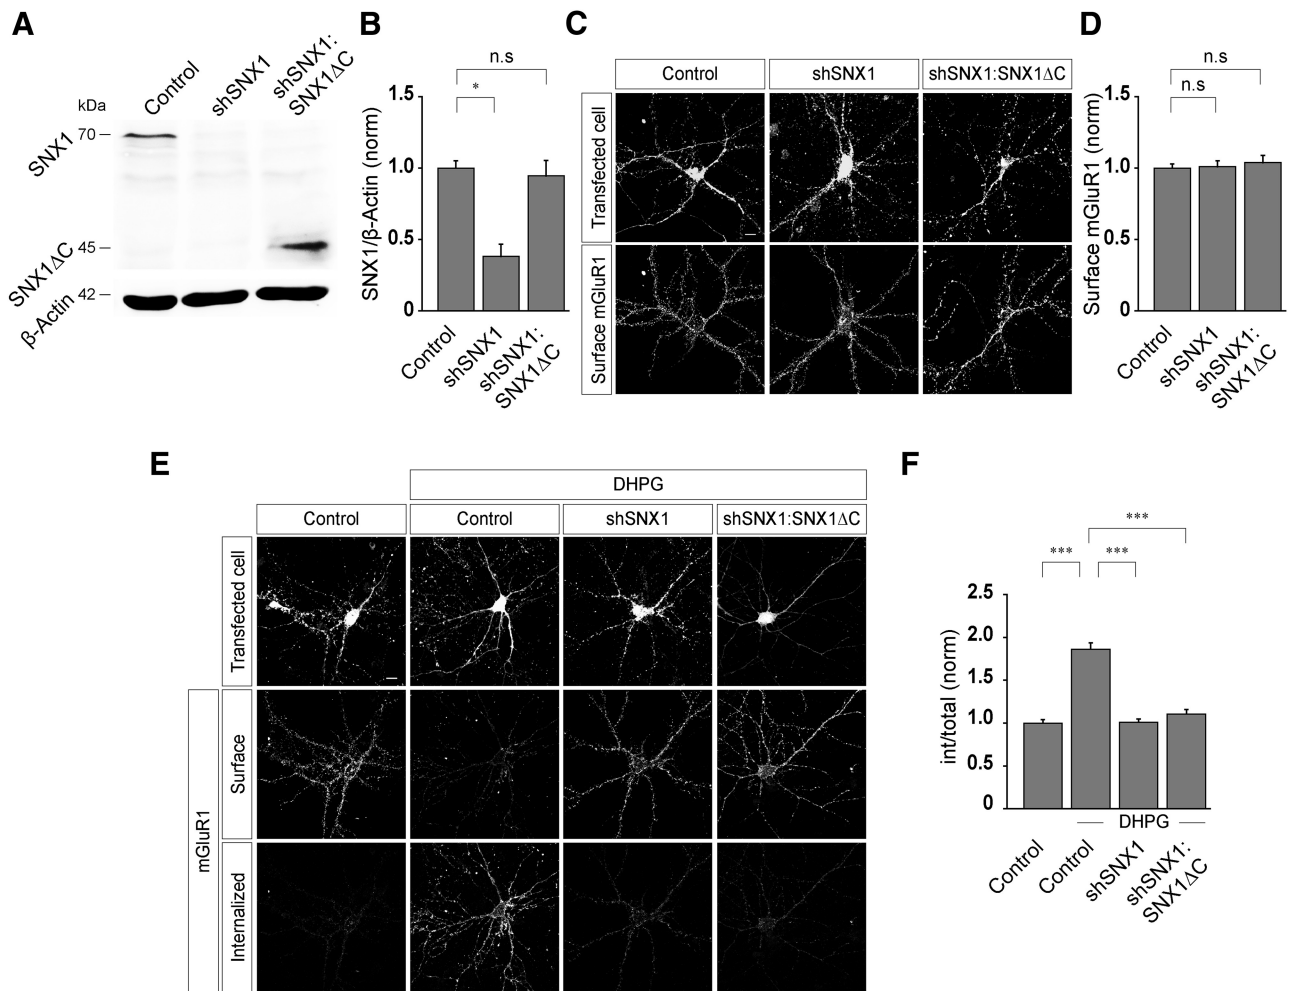 A
kDa
Control
shSNX1
shSNX1:
SNX1ΔC
SNX1
70
SNX1ΔC
45
β-Actin
42
B
n.s
*
SNX1/β-Actin (norm)
1.5
1.0
0.5
0
Control
shSNX1
shSNX1:
SNX1ΔC
C
Control
shSNX1
shSNX1:SNX1ΔC
Transfected cell
Surface mGluR1
D
n.s
n.s
Surface mGluR1 (norm)
1.5
1.0
0.5
0
Control
shSNX1
shSNX1:
SNX1ΔC
E
DHPG
Control
Control
shSNX1
shSNX1:SNX1ΔC
Transfected cell
mGluR1
Surface
Internalized
F
***
*** ***
int/total (norm)
2.5
2.0
1.5
1.0
0.5
0
DHPG
Control
Control
shSNX1
shSNX1:
SNX1ΔC